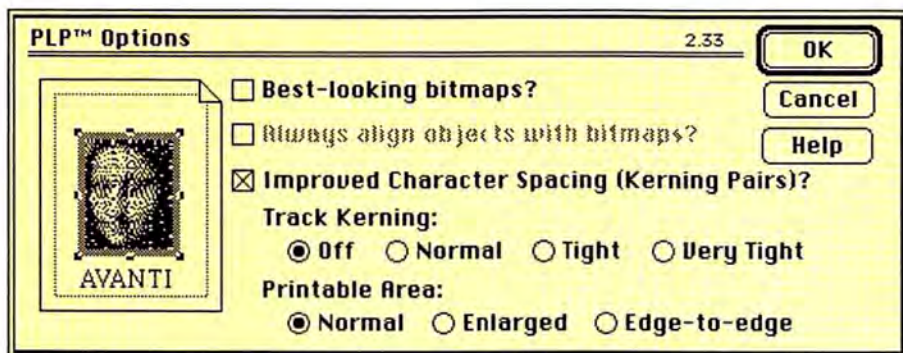 PLP™ Options 2.33 OK
Best-looking bitmaps?
Cancel
Always align objects with bitmaps?
Help
Improved Character Spacing (Kerning Pairs)?
Track Kerning:
Off Normal Tight Very Tight
AVANTI
Printable Area:
Normal Enlarged Edge-to-edge